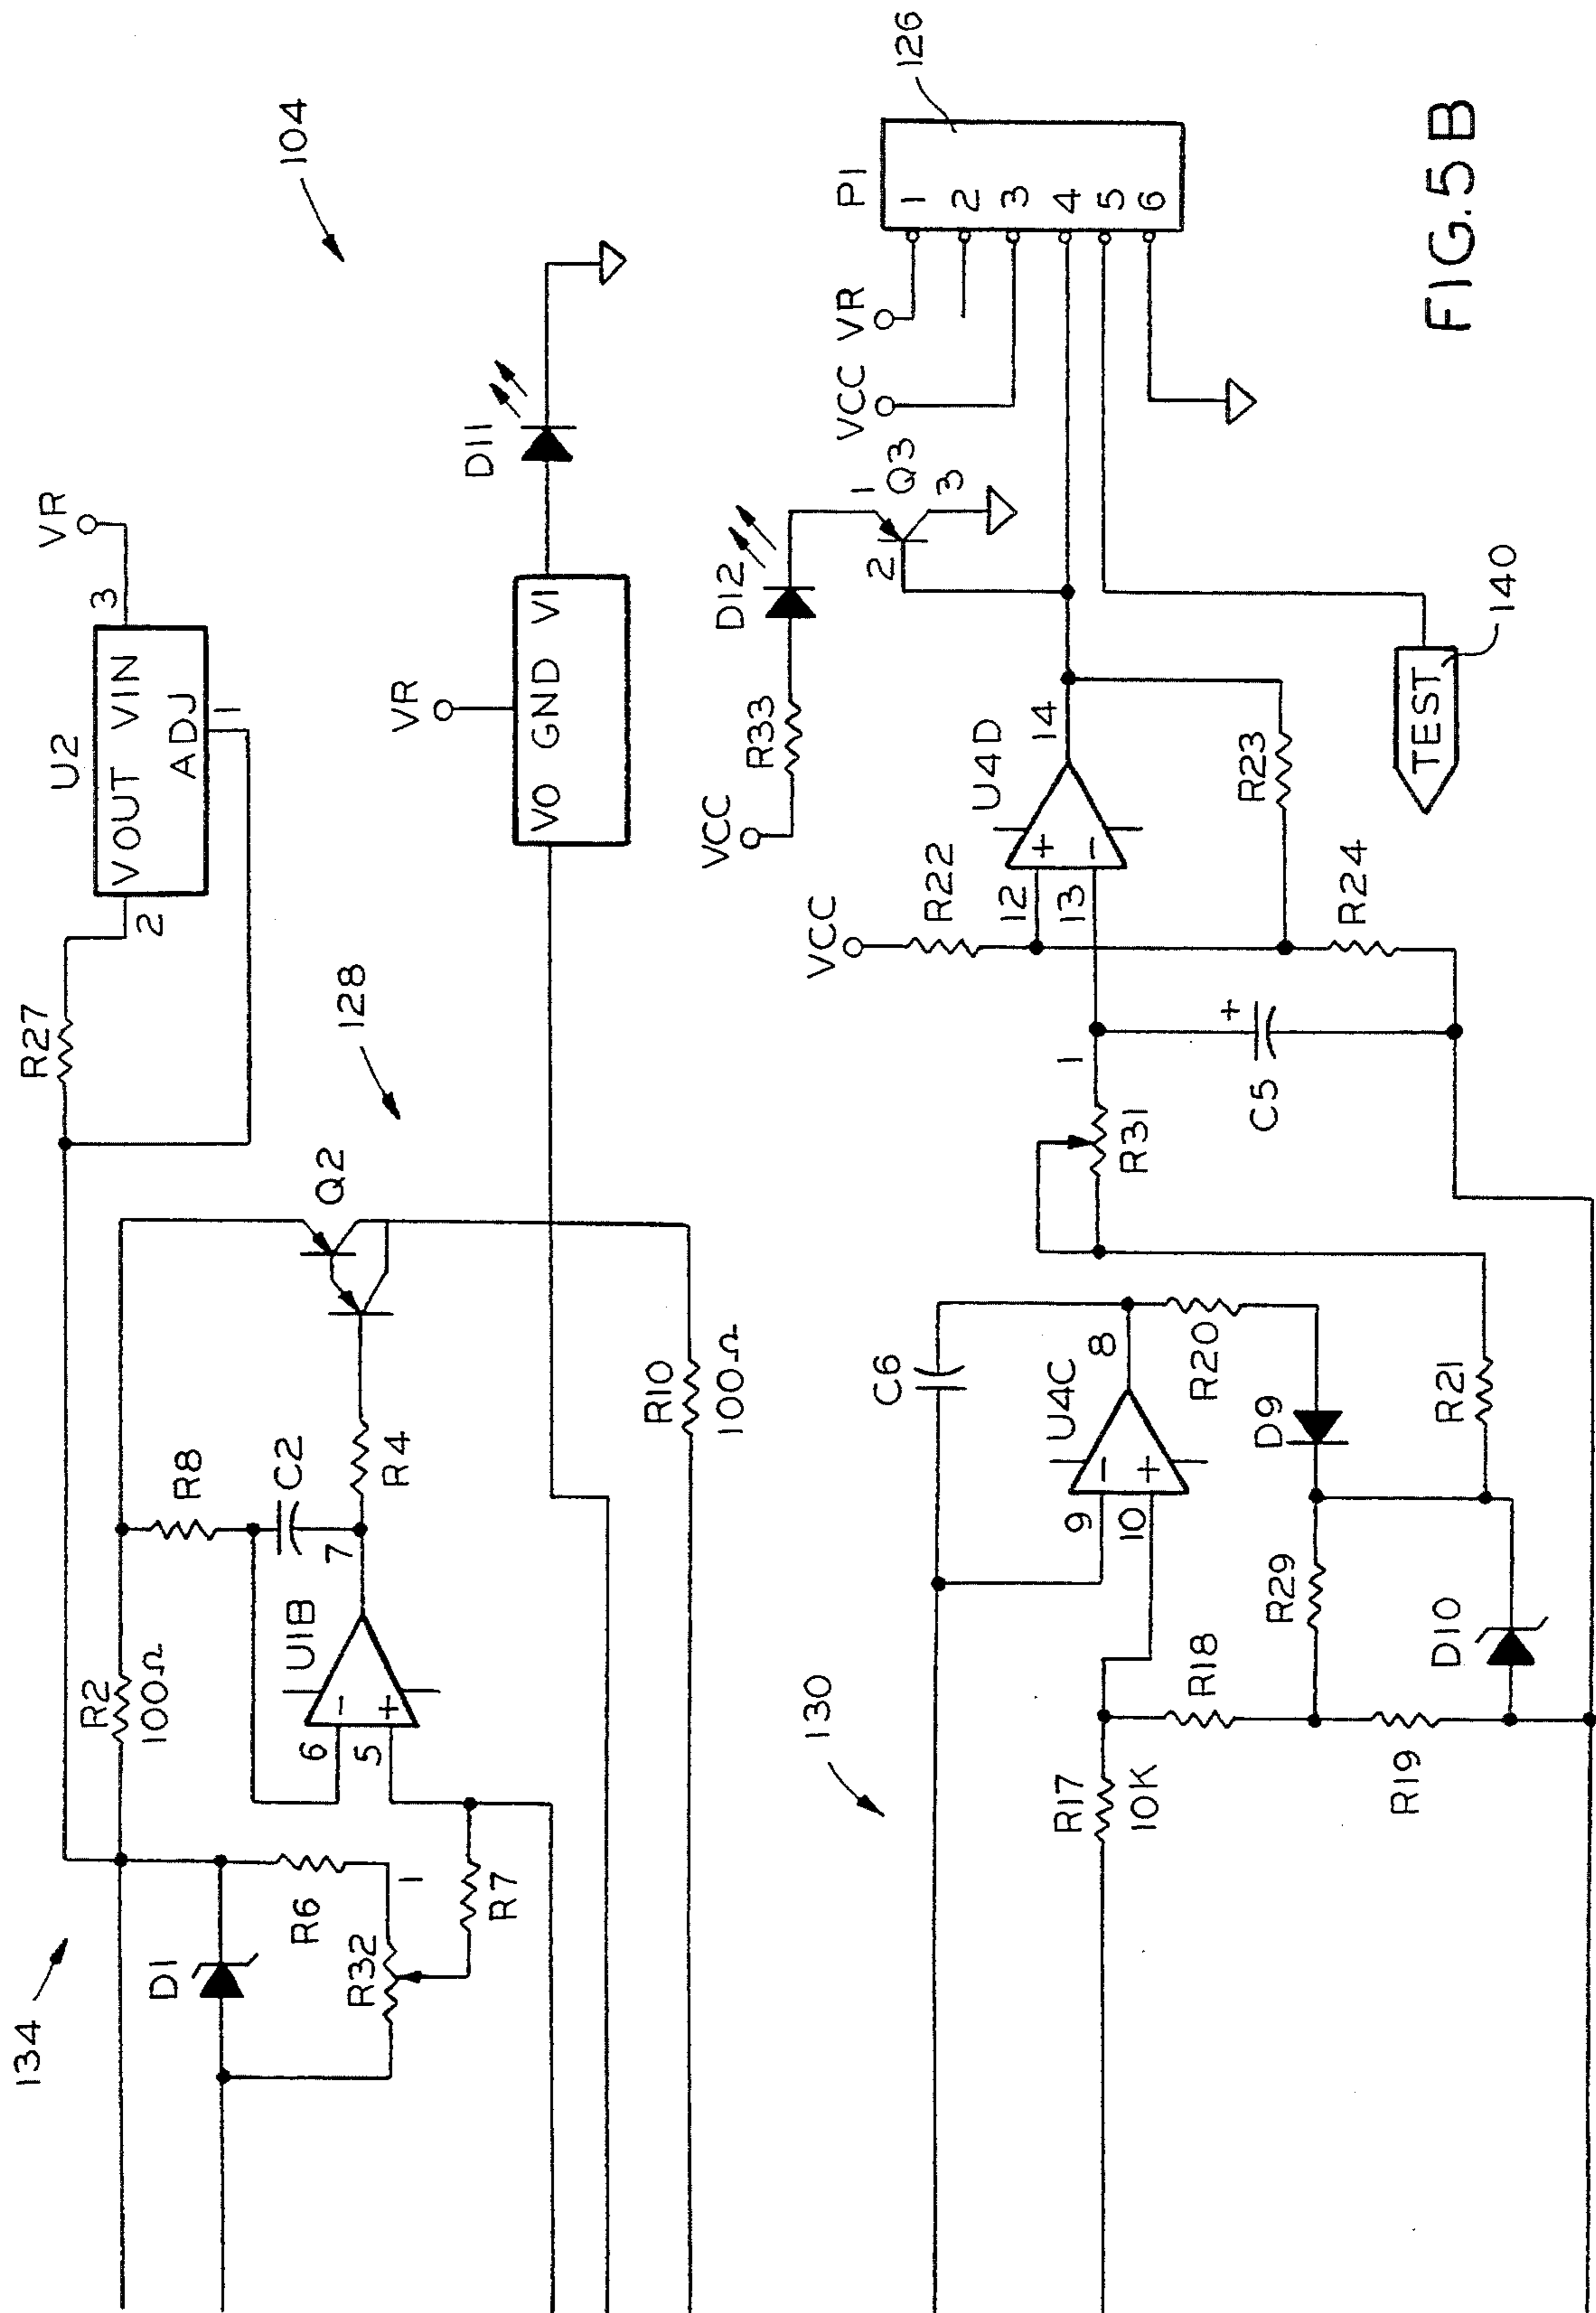 134
R27
U2
VOUT VIN
ADJ
2
3
1
VR
104
R2
100Ω
R8
C2
Q2
128
D1
R6
R32
1
R7
U1B
6
5
-
+
7
R4
R10
100Ω
VR
VO GND VI
D11
130
C6
U4C
9
10
-
+
8
R17
10K
R18
R19
R20
R29
D9
D10
R21
R31
1
C5
+
VCC
R22
12
13
+
-
U4D
14
R23
R24
VCC
R33
D12
1
2
3
Q3
VCC
VR
P1
1
2
3
4
5
6
126
TEST
140
FIG.5B